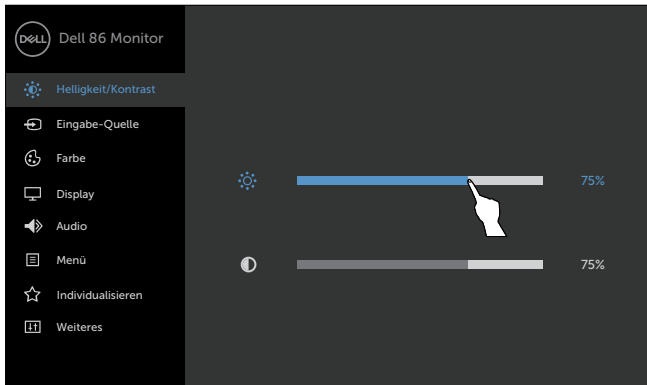 DELL
Dell 86 Monitor
Helligkeit/Kontrast
Eingabe-Quelle
Farbe
Display
75%
Audio
Menü
75%
Individualisieren
Weiteres